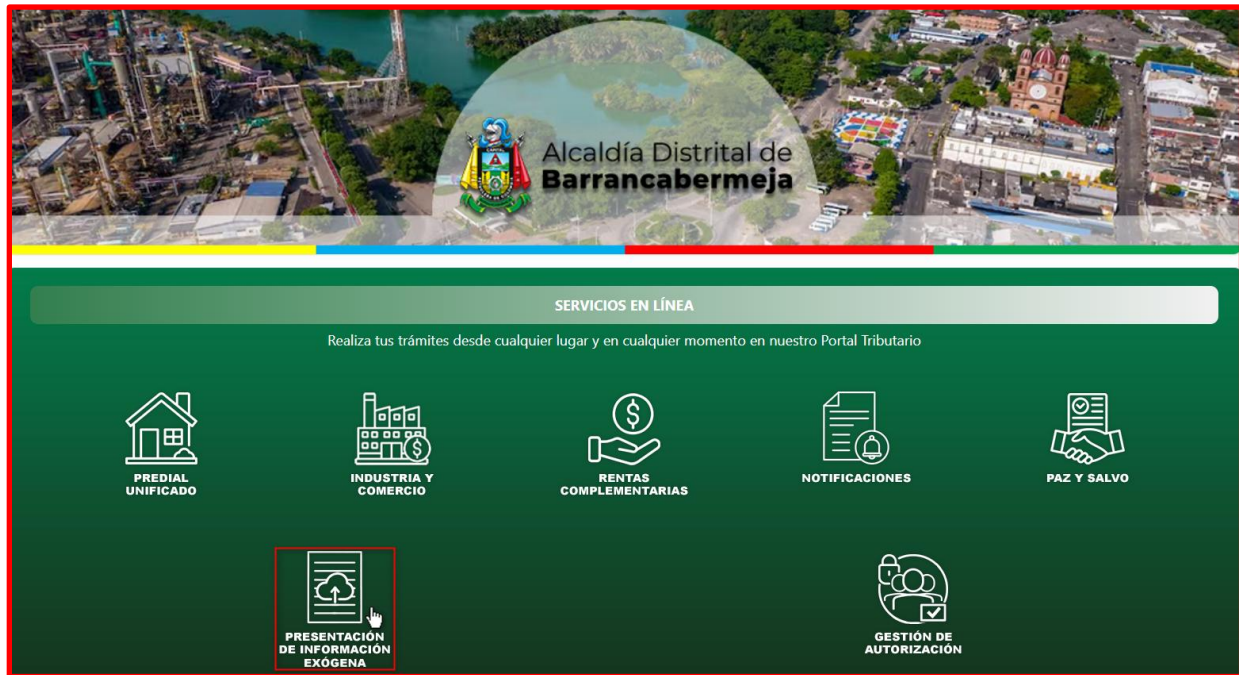 Alcaldía Distrital de
Barrancabermeja
SERVICIOS EN LÍNEA
Realiza tus trámites desde cualquier lugar y en cualquier momento en nuestro Portal Tributario
PREDIAL
UNIFICADO
INDUSTRIA Y
COMERCIO
RENTAS
COMPLEMENTARIAS
NOTIFICACIONES
PAZ Y SALVO
PRESENTACIÓN
DE INFORMACIÓN
EXÓGENA
GESTIÓN DE
AUTORIZACIÓN